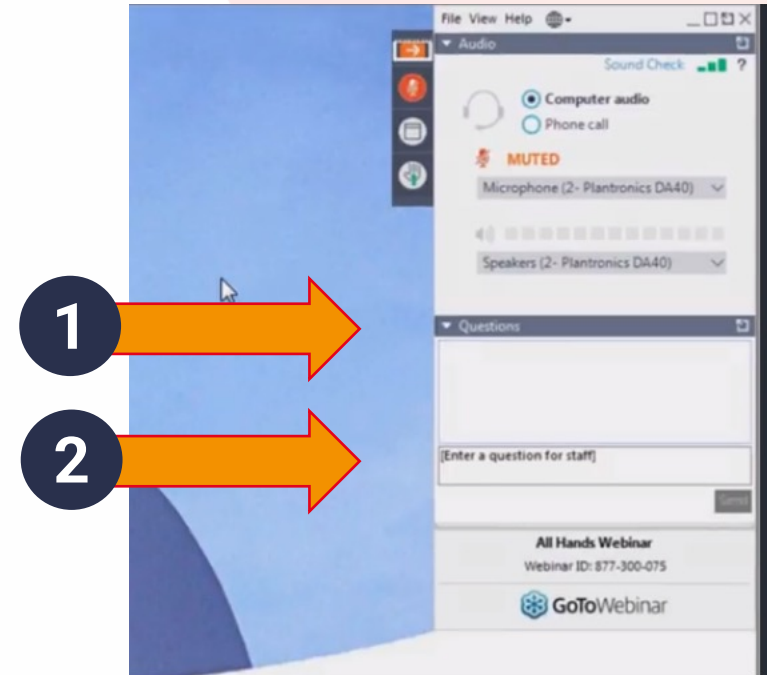 File View Help
Audio
Sound Check ?
Computer audio
Phone call
MUTED
Microphone (2- Plantronics DA40)
Speakers (2- Plantronics DA40)
1
Questions
2
[Enter a question for staff]
Send
All Hands Webinar
Webinar ID: 877-300-075
GoToWebinar